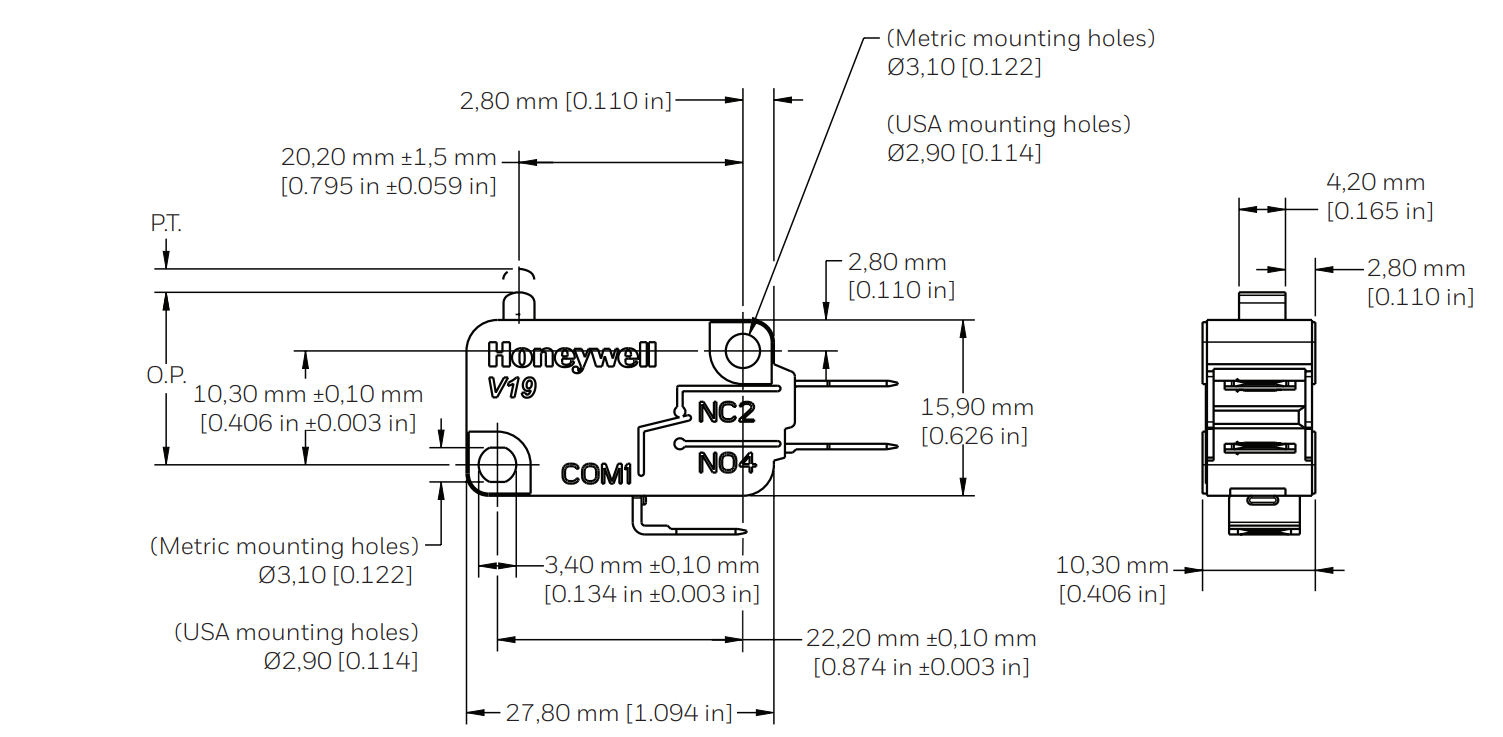 (Metric mounting holes)
Ø3,10 [0.122]
(USA mounting holes)
Ø2,90 [0.114]
2,80 mm [0.110 in]
20,20 mm ±1,5 mm
[0.795 in ±0.059 in]
P.T.
O.P.
10,30 mm ±0,10 mm
[0.406 in ±0.003 in]
Honeywell
V19
NC2
NO4
COM1
2,80 mm
[0.110 in]
15,90 mm
[0.626 in]
4,20 mm
[0.165 in]
2,80 mm
[0.110 in]
(Metric mounting holes)
Ø3,10 [0.122]
(USA mounting holes)
Ø2,90 [0.114]
3,40 mm ±0,10 mm
[0.134 in ±0.003 in]
10,30 mm
[0.406 in]
22,20 mm ±0,10 mm
[0.874 in ±0.003 in]
27,80 mm [1.094 in]